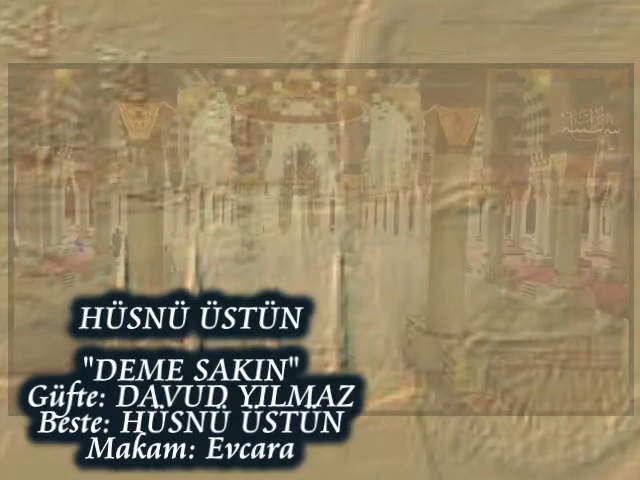 HÜSNÜ ÜSTÜN
"DEME SAKIN"
Güfte: DAVUD YILMAZ
Beste: HÜSNÜ ÜSTÜN
Makam: Evcara